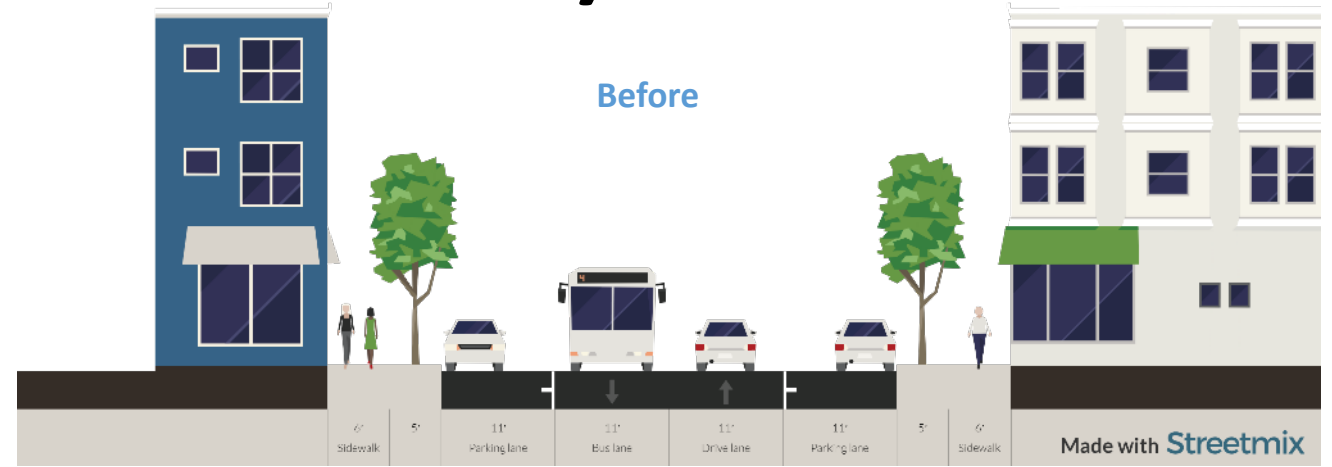 Before
4
6' 5' 11' 11' 11' 11' 5' 6'
Sidewalk Parking lane Bus lane Drive lane Parking lane Sidewalk
Made with Streetmix